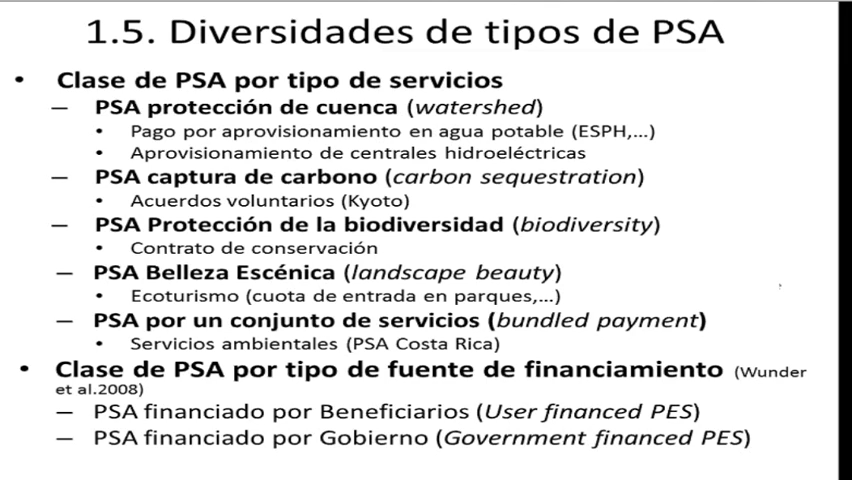 1.5. Diversidades de tipos de PSA
• Clase de PSA por tipo de servicios
– PSA protección de cuenca (watershed)
• Pago por aprovisionamiento en agua potable (ESPH,...)
• Aprovisionamiento de centrales hidroeléctricas
– PSA captura de carbono (carbon sequestration)
• Acuerdos voluntarios (Kyoto)
– PSA Protección de la biodiversidad (biodiversity)
• Contrato de conservación
– PSA Belleza Escénica (landscape beauty)
• Ecoturismo (cuota de entrada en parques,...)
– PSA por un conjunto de servicios (bundled payment)
• Servicios ambientales (PSA Costa Rica)
• Clase de PSA por tipo de fuente de financiamiento (Wunder
et al.2008)
– PSA financiado por Beneficiarios (User financed PES)
– PSA financiado por Gobierno (Government financed PES)